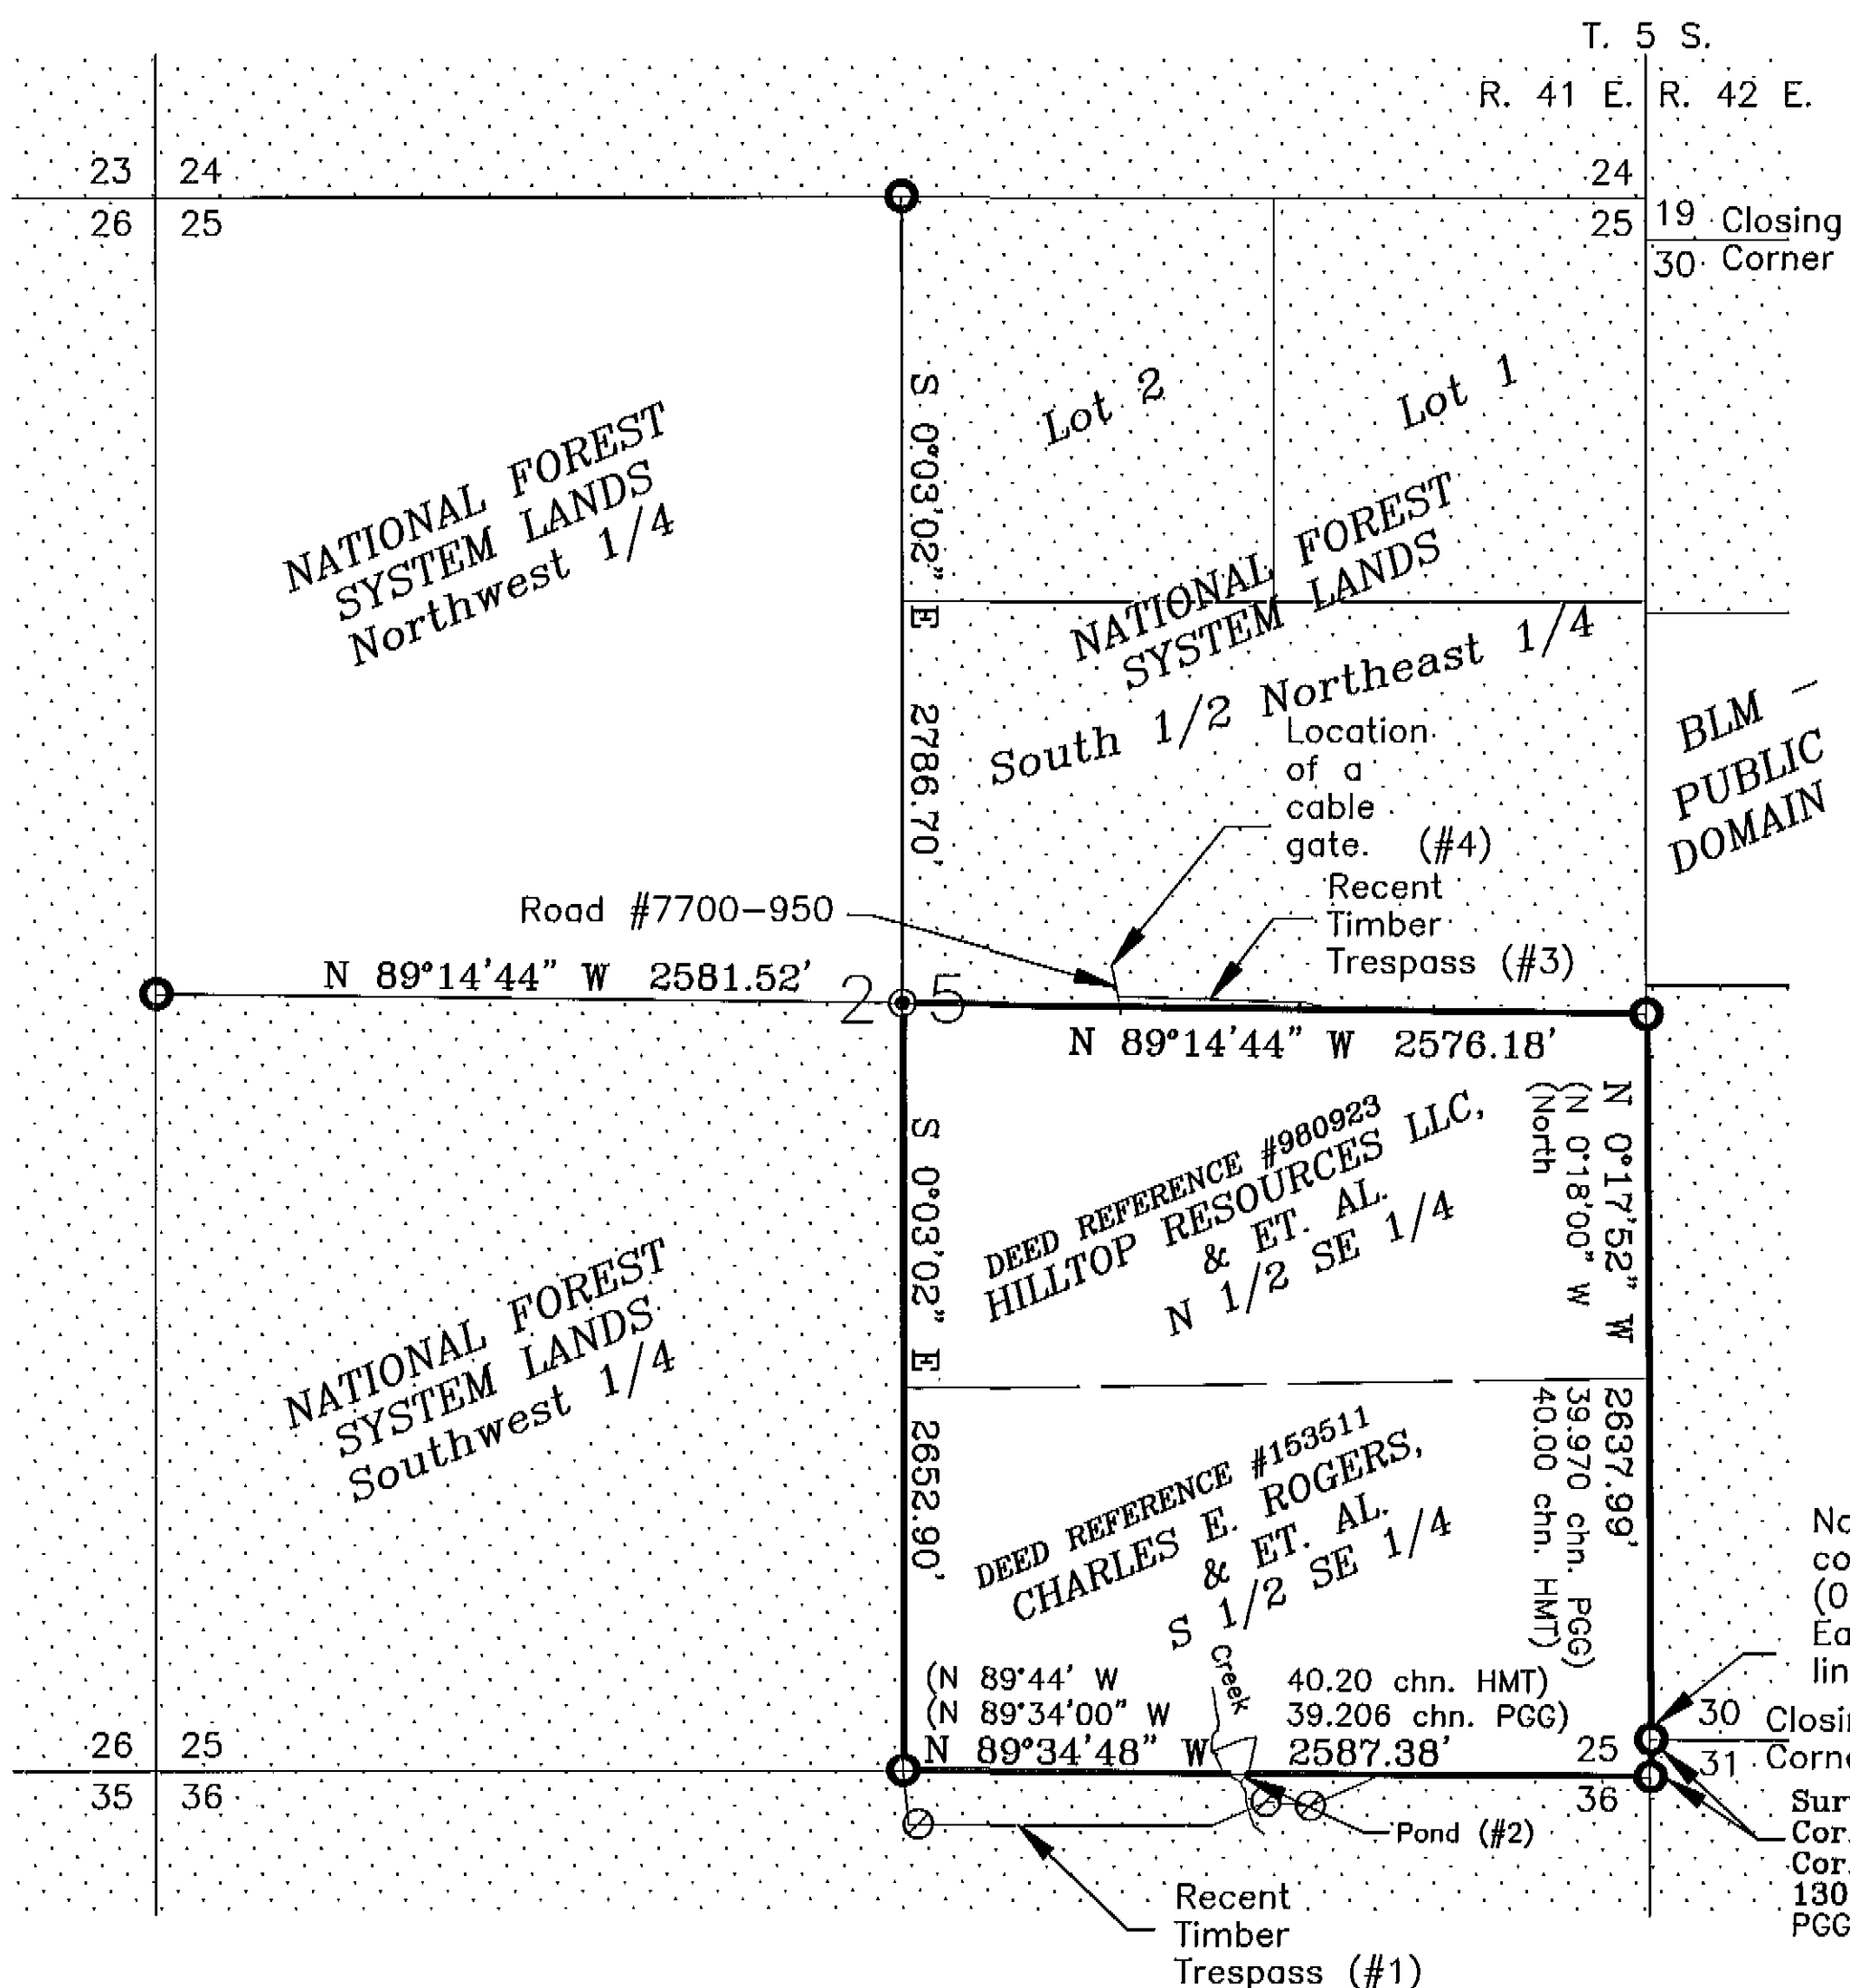 T. 5 S.
R. 41 E. R. 42 E.
23 24
24
26 25
25
19 Closing
30 Corner
Lot 2
Lot 1
S 0°03'02" E 2786.70'
NATIONAL FOREST
SYSTEM LANDS
Northwest 1/4
NATIONAL FOREST
SYSTEM LANDS
South 1/2 Northeast 1/4
BLM –
PUBLIC
DOMAIN
Location
of a
cable
gate. (#4)
Recent
Timber
Trespass (#3)
Road #7700-950
N 89°14'44" W 2581.52'
25
N 89°14'44" W 2576.18'
S 0°03'02" E 2652.90'
N 0°17'52" W 2637.99'
(N 0°18'00" W 39.970 chn. PGG)
(North 40.00 chn. HMT)
DEED REFERENCE #980923
HILLTOP RESOURCES LLC,
& ET. AL.
N 1/2 SE 1/4
NATIONAL FOREST
SYSTEM LANDS
Southwest 1/4
DEED REFERENCE #153511
CHARLES E. ROGERS,
& ET. AL.
S 1/2 SE 1/4
Creek
(N 89°44' W 40.20 chn. HMT)
(N 89°34'00" W 39.206 chn. PGG)
N 89°34'48" W 2587.38'
26 25
25
35 36
36
30
31
Pond (#2)
Recent
Timber
Trespass (#1)
Cor.
Cor.
130
PGG